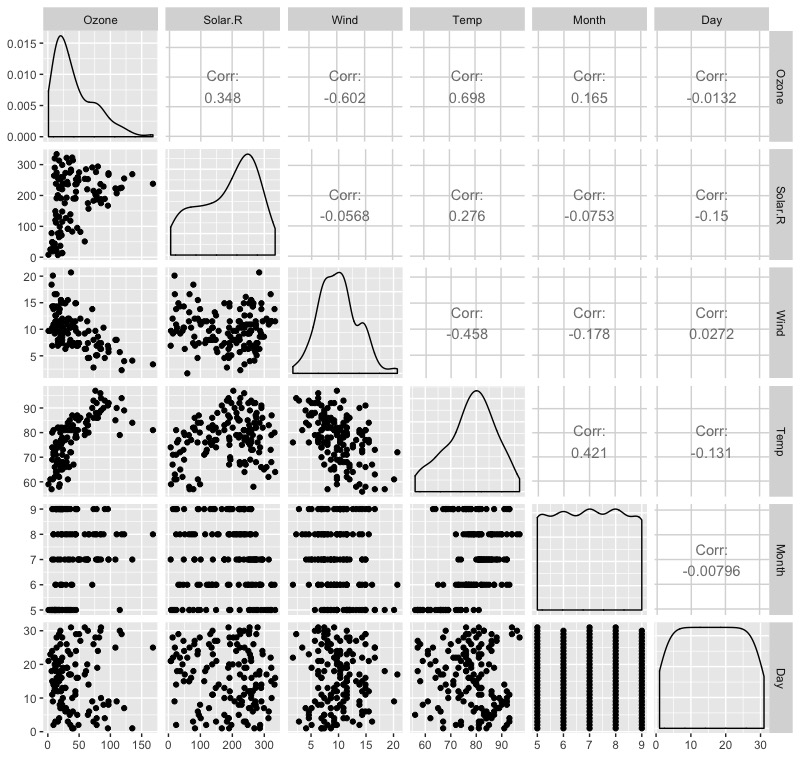 Ozone Solar.R Wind Temp Month Day
0.015
0.010
0.005
0.000
Corr:
0.348
Corr:
-0.602
Corr:
0.698
Corr:
0.165
Corr:
-0.0132
Ozone
300
200
100
0
Corr:
-0.0568
Corr:
0.276
Corr:
-0.0753
Corr:
-0.15
Solar.R
20
15
10
5
Corr:
-0.458
Corr:
-0.178
Corr:
0.0272
Wind
90
80
70
60
Corr:
0.421
Corr:
-0.131
Temp
9
8
7
6
5
Corr:
-0.00796
Month
30
20
10
0
Day
0 50 100 150 0 100 200 300 5 10 15 20 60 70 80 90 5 6 7 8 9 0 10 20 30